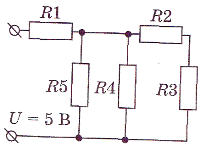 R1
R2
R5
R4
R3
U = 5 В